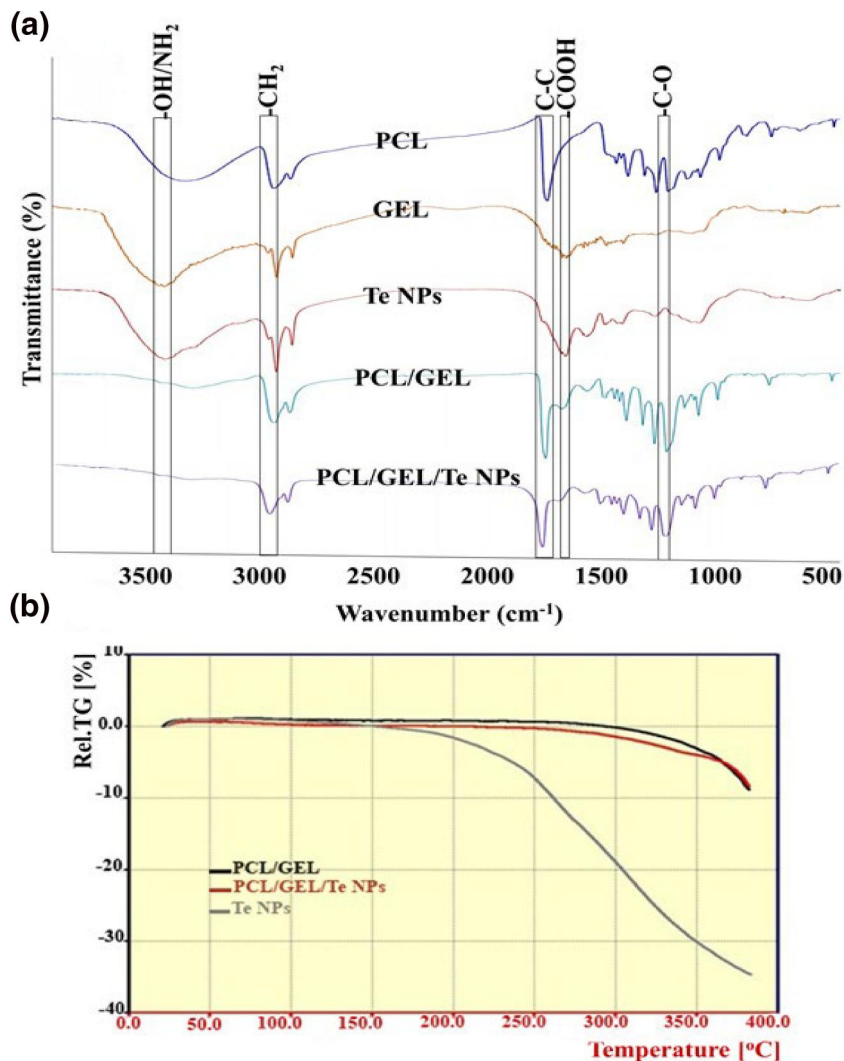 (a)
-OH/NH2
-CH2
C-C
-COOH
C-O
PCL
GEL
Te NPs
PCL/GEL
PCL/GEL/Te NPs
Transmittance (%)
3500 3000 2500 2000 1500 1000 500
Wavenumber (cm-1)
(b)
Rel.TG [%]
10
0.0
-10
-20
-30
-40
PCL/GEL
PCL/GEL/Te NPs
Te NPs
0.0 50.0 100.0 150.0 200.0 250.0 300.0 350.0 400.0
Temperature [°C]